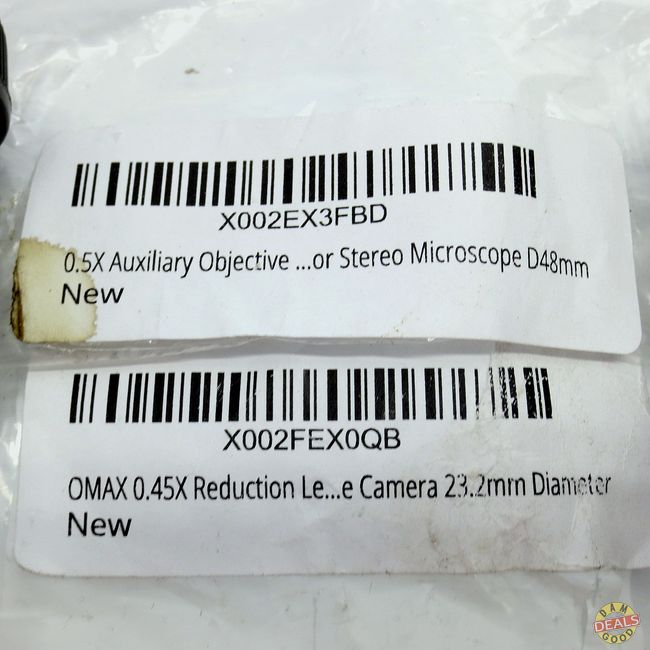 X002EX3FBD
0.5X Auxiliary Objective ...or Stereo Microscope D48mm
New
X002FEX0QB
OMAX 0.45X Reduction Le...e Camera 23.2mm Diameter
New
DAM
DEALS
GOOD